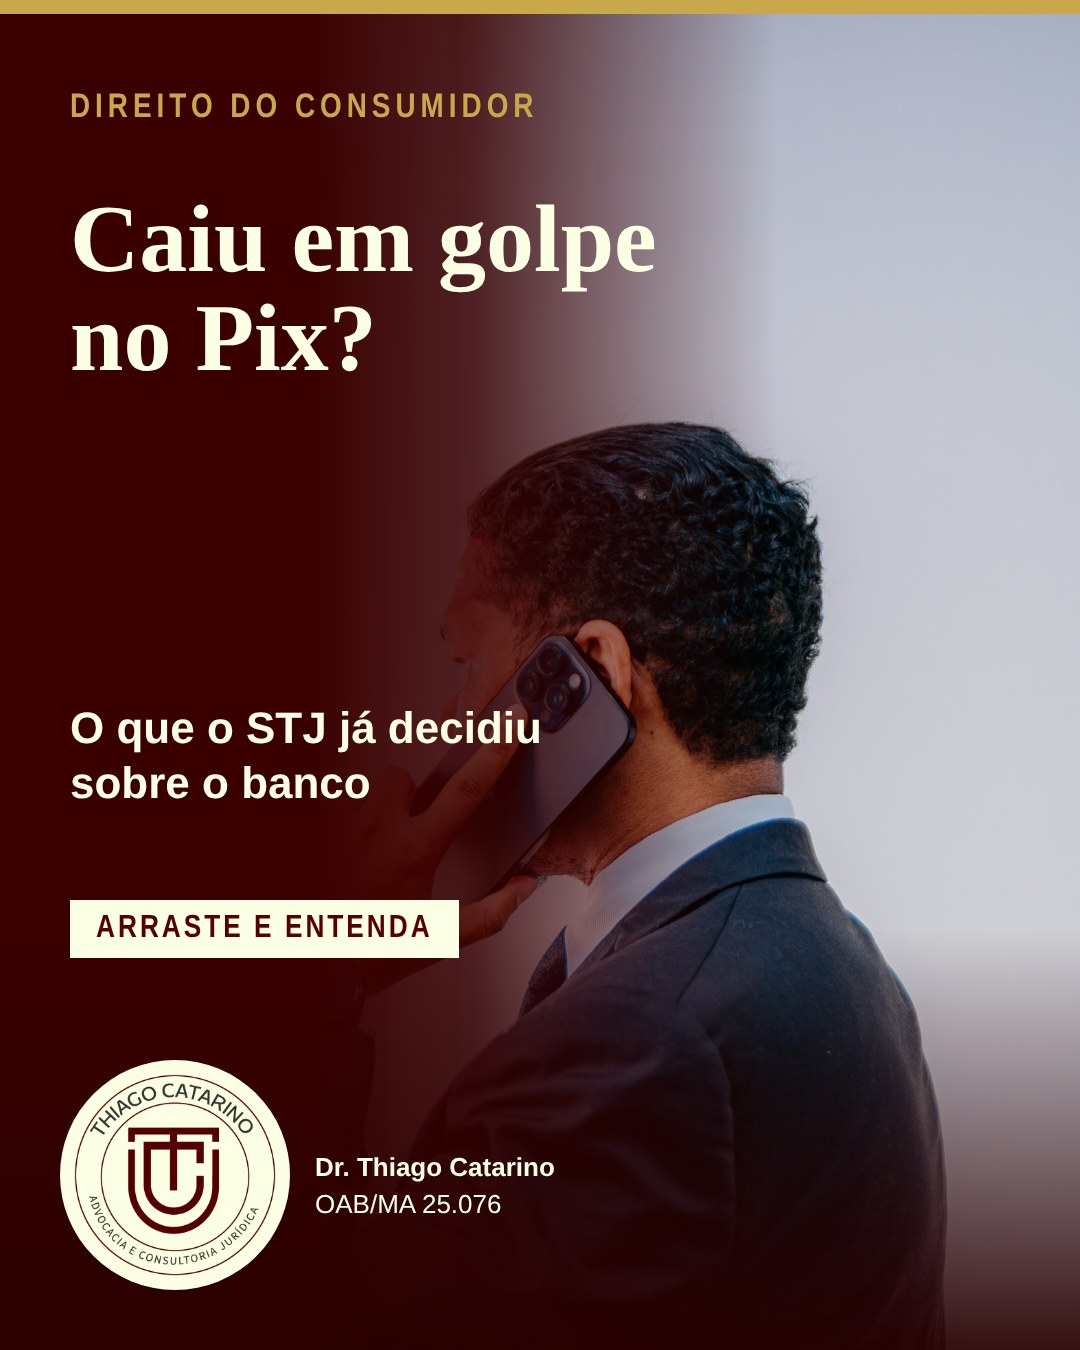 DIREITO DO CONSUMIDOR
Caiu em golpe
no Pix?
O que o STJ já decidiu
sobre o banco
ARRASTE E ENTENDA
THIAGO CATARINO
ADVOCACIA E CONSULTORIA JURÍDICA
Dr. Thiago Catarino
OAB/MA 25.076